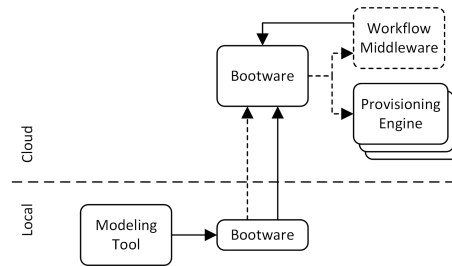 Workflow
Middleware
Bootware
Provisioning
Engine
Cloud
Local
Modeling
Tool
Bootware